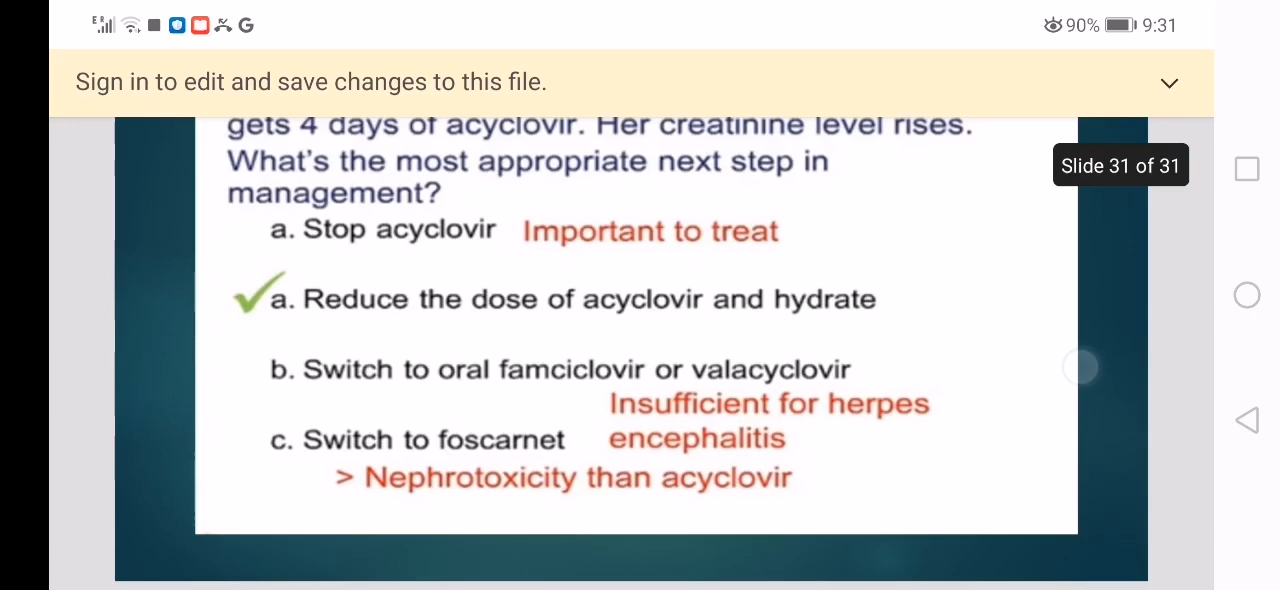 90% 9:31
Sign in to edit and save changes to this file.
gets 4 days of acyclovir. Her creatinine level rises.
Slide 31 of 31
What's the most appropriate next step in
management?
a. Stop acyclovir Important to treat
a. Reduce the dose of acyclovir and hydrate
b. Switch to oral famciclovir or valacyclovir
Insufficient for herpes
c. Switch to foscarnet encephalitis
> Nephrotoxicity than acyclovir